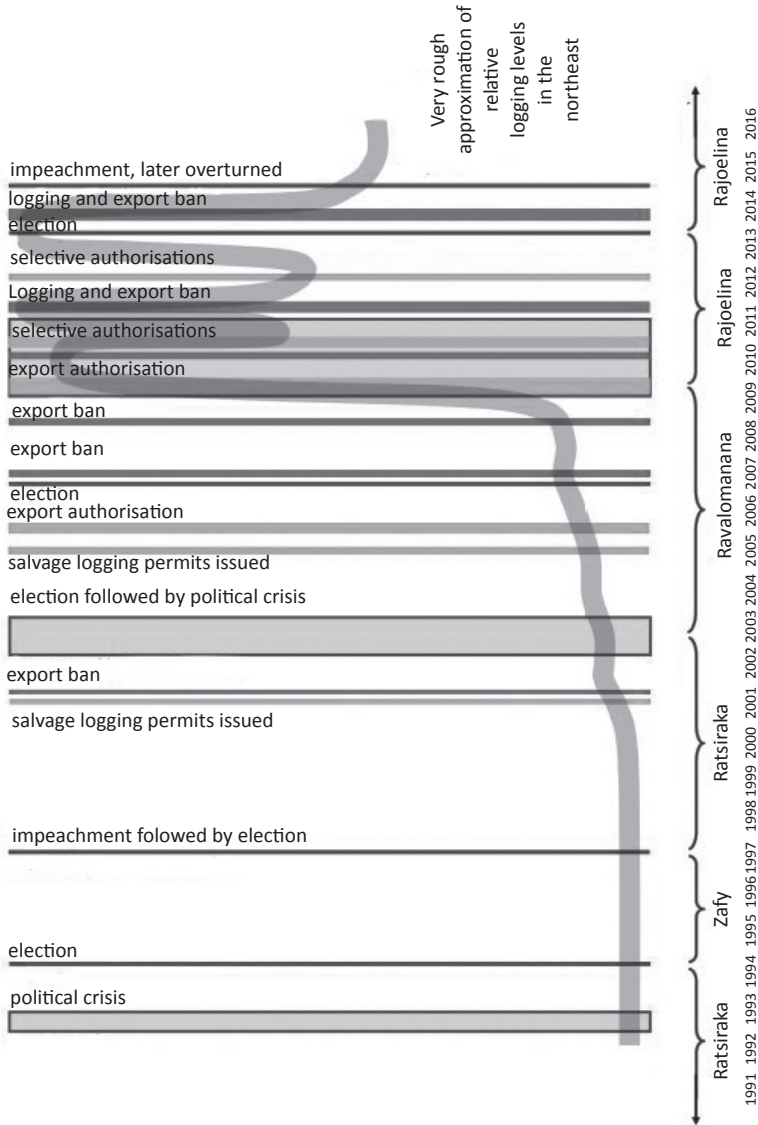 Very rough
approximation of
relative
logging levels
in the
northeast
impeachment, later overturned
logging and export ban
election
selective authorisations
Logging and export ban
selective authorisations
export authorisation
export ban
export ban
election
export authorisation
salvage logging permits issued
election followed by political crisis
export ban
salvage logging permits issued
impeachment followed by election
election
political crisis
Rajoelina
Rajoelina
Ravalomanana
Ratsiraka
Zafy
Ratsiraka
1991 1992 1993 1994 1995 1996 1997 1998 1999 2000 2001 2002 2003 2004 2005 2006 2007 2008 2009 2010 2011 2012 2013 2014 2015 2016